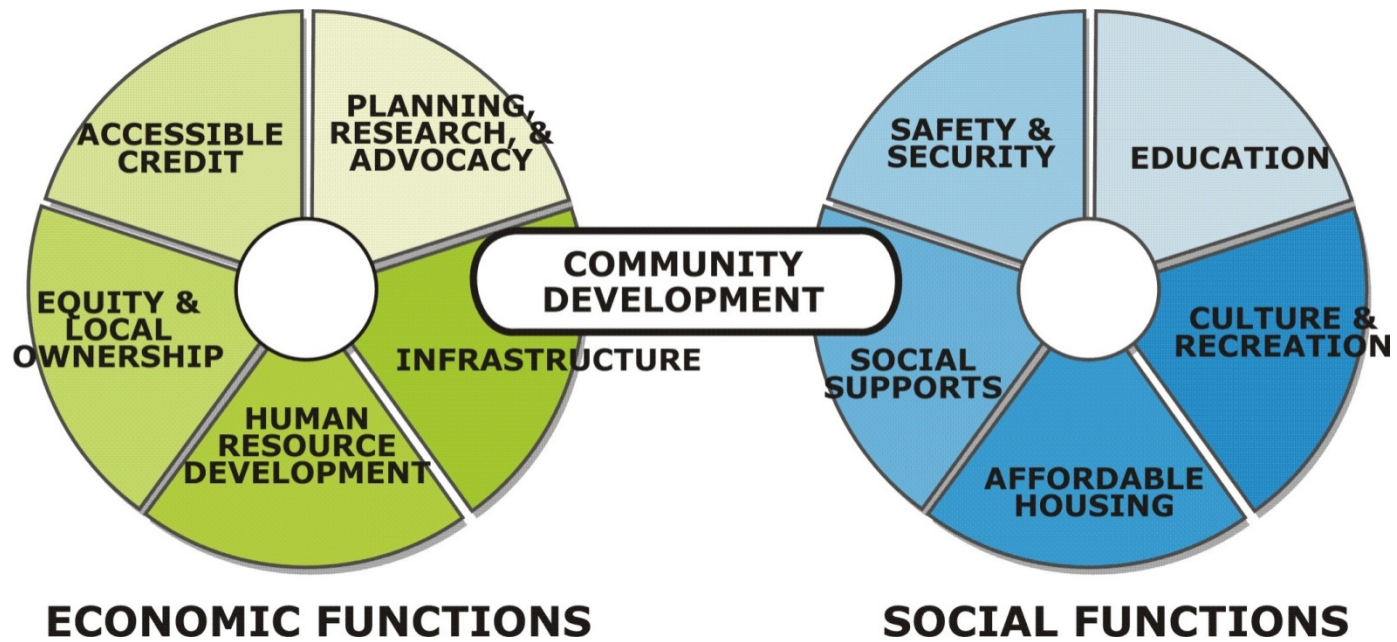 ACCESSIBLE
CREDIT
PLANNING,
RESEARCH, &
ADVOCACY
EQUITY &
LOCAL
OWNERSHIP
HUMAN
RESOURCE
DEVELOPMENT
INFRASTRUCTURE
COMMUNITY
DEVELOPMENT
SAFETY &
SECURITY
EDUCATION
SOCIAL
SUPPORTS
CULTURE &
RECREATION
AFFORDABLE
HOUSING
ECONOMIC FUNCTIONS
SOCIAL FUNCTIONS